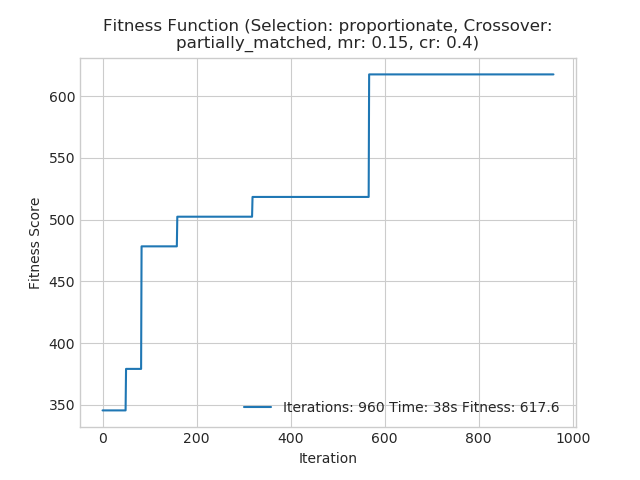 Fitness Function (Selection: proportionate, Crossover:
partially_matched, mr: 0.15, cr: 0.4)
Fitness Score
600
550
500
450
400
350
Iterations: 960 Time: 38s Fitness: 617.6
0
200
400
600
800
1000
Iteration